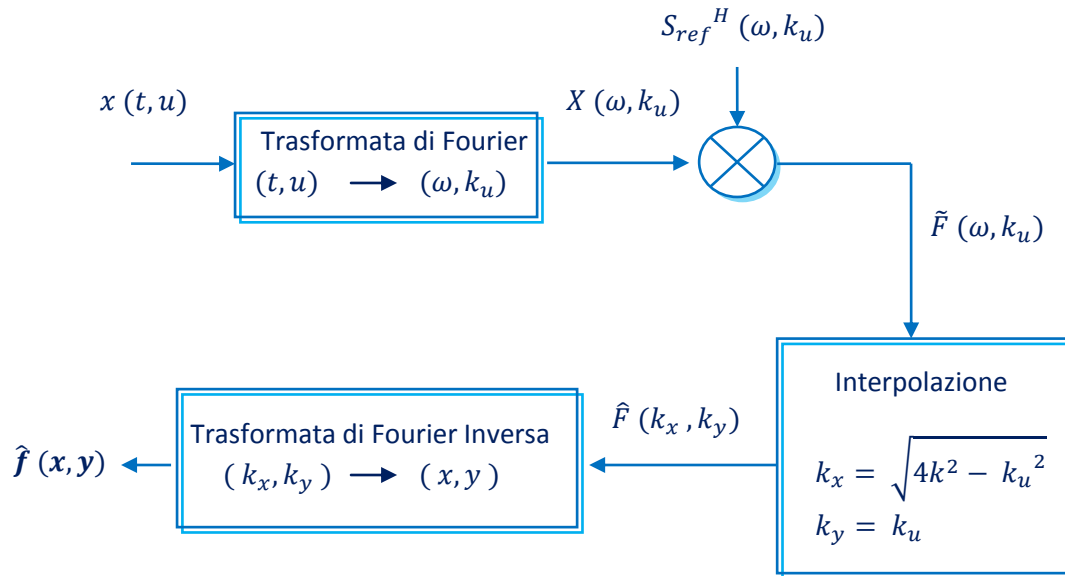 S_ref^H (ω, k_u)
x (t, u)
X (ω, k_u)
Trasformata di Fourier
(t, u) → (ω, k_u)
F̃ (ω, k_u)
Interpolazione
k_x = √(4k² − k_u²)
k_y = k_u
F̂ (k_x , k_y)
Trasformata di Fourier Inversa
( k_x, k_y ) → ( x, y )
f̂ (x, y)